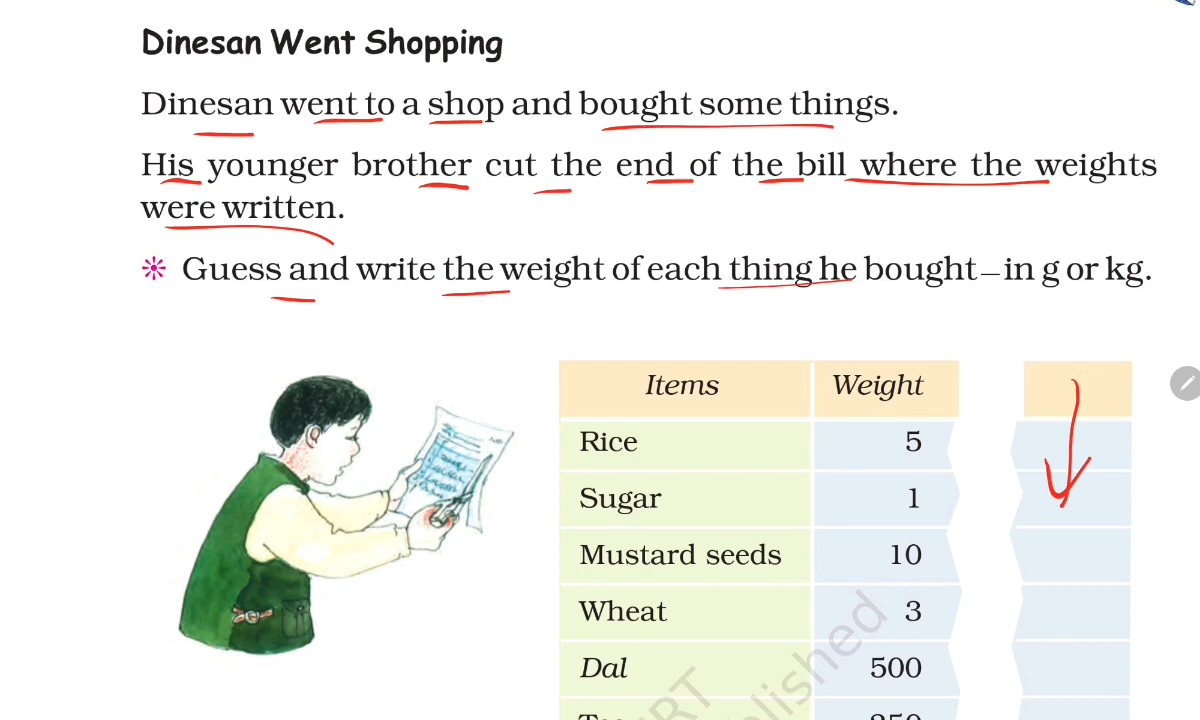 Dinesan Went Shopping
Dinesan went to a shop and bought some things.
His younger brother cut the end of the bill where the weights
were written.
Guess and write the weight of each thing he bought – in g or kg.
Items Weight
Rice 5
Sugar 1
Mustard seeds 10
Wheat 3
Dal 500